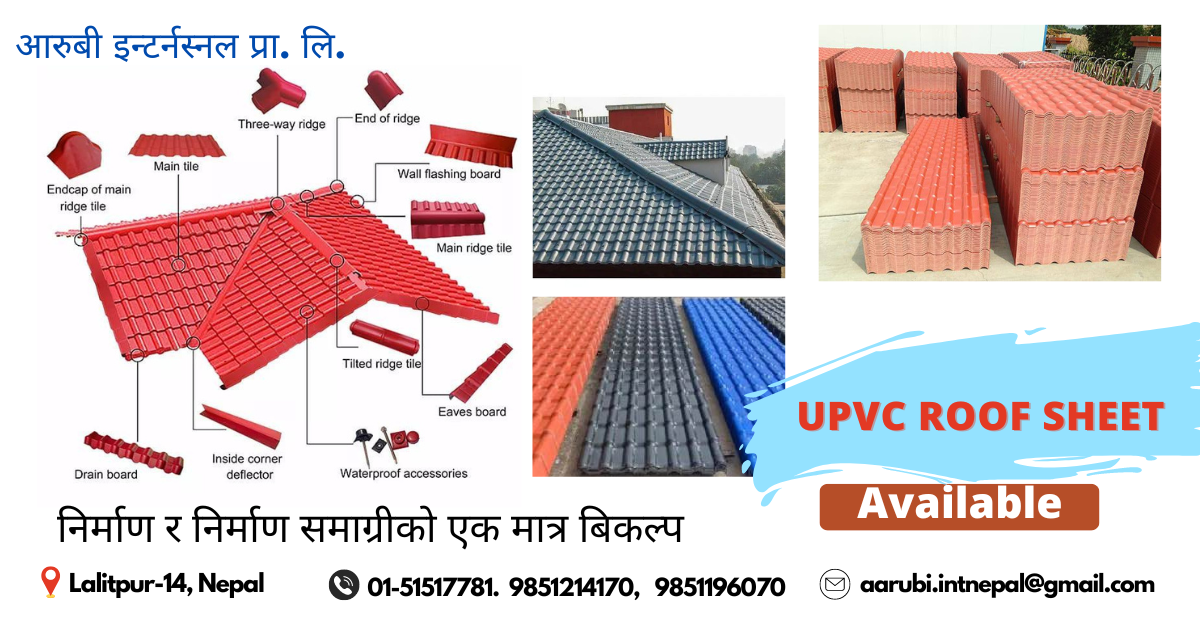 आरुबी इन्टर्नस्नल प्रा. लि.
Three-way ridge
End of ridge
Main tile
Wall flashing board
Endcap of main
ridge tile
Main ridge tile
Tilted ridge tile
Eaves board
Drain board
Inside corner
deflector
Waterproof accessories
UPVC ROOF SHEET
Available
निर्माण र निर्माण समाग्रीको एक मात्र बिकल्प
Lalitpur-14, Nepal
01-51517781. 9851214170, 9851196070
aarubi.intnepal@gmail.com